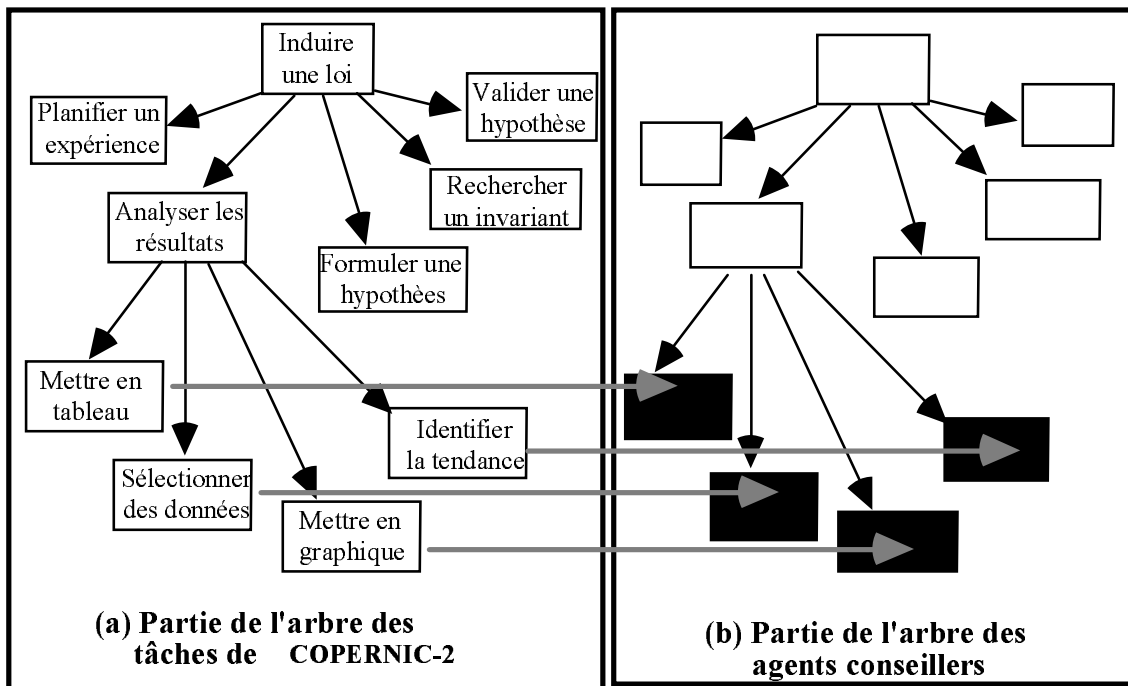 Induire
une loi
Planifier un
expérience
Valider une
hypothèse
Rechercher
un invariant
Analyser les
résultats
Formuler une
hypothèes
Mettre en
tableau
Identifier
la tendance
Sélectionner
des données
Mettre en
graphique
(a) Partie de l'arbre des
tâches de COPERNIC-2
(b) Partie de l'arbre des
agents conseillers